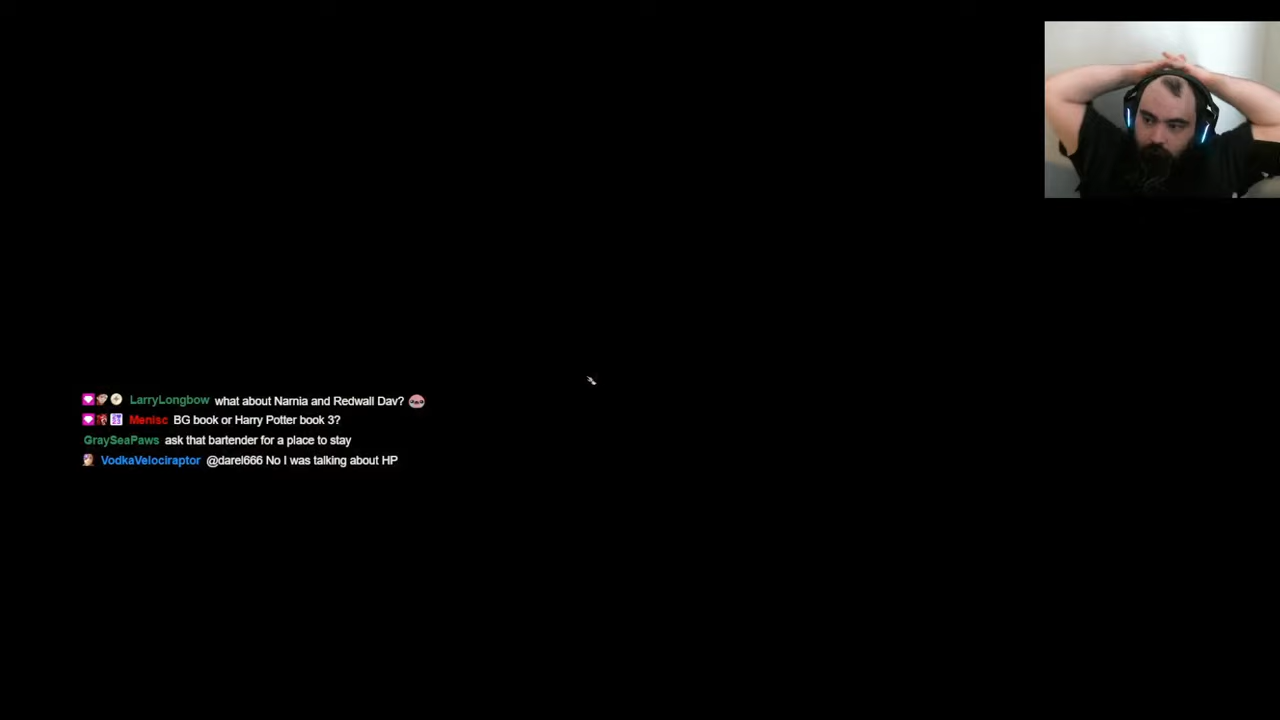 LarryLongbow what about Narnia and Redwall Dav?
Menisc BG book or Harry Potter book 3?
GraySeaPaws ask that bartender for a place to stay
VodkaVelociraptor @darel666 No I was talking about HP